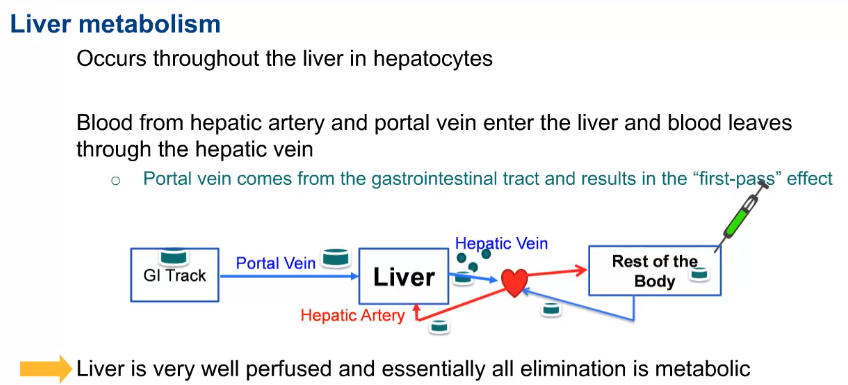 Liver metabolism
Occurs throughout the liver in hepatocytes
Blood from hepatic artery and portal vein enter the liver and blood leaves
through the hepatic vein
o Portal vein comes from the gastrointestinal tract and results in the “first-pass” effect
Hepatic Vein
Portal Vein
GI Track
Liver
Rest of the
Body
Hepatic Artery
Liver is very well perfused and essentially all elimination is metabolic